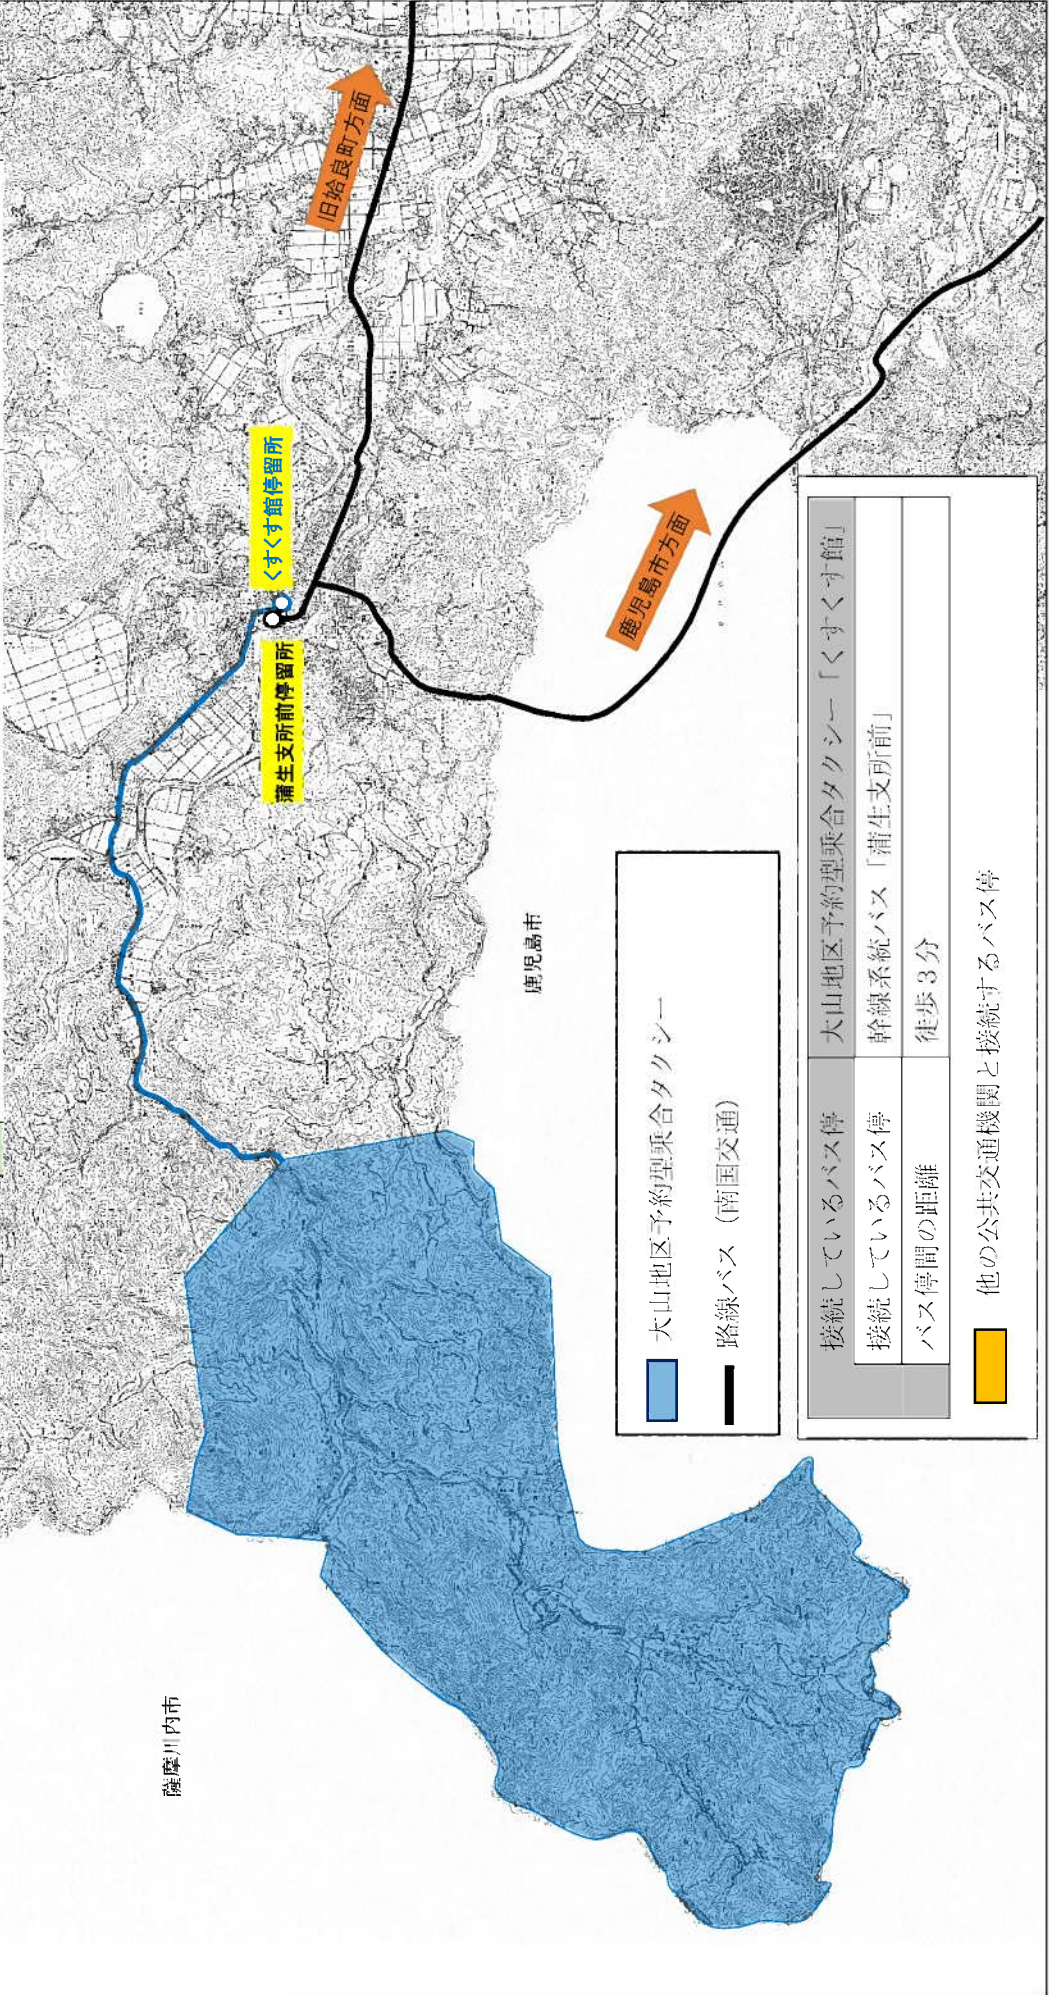 旧姶良町方面
くすくす館停留所
蒲生支所前停留所
鹿児島市方面
鹿児島市
薩摩川内市
大山地区予約型乗合タクシー
路線バス（南国交通）
接続しているバス停 大山地区予約型乗合タクシー「くすくす館」
接続しているバス停 幹線系統バス「蒲生支所前」
バス停間の距離 徒歩3分
他の公共交通機関と接続するバス停